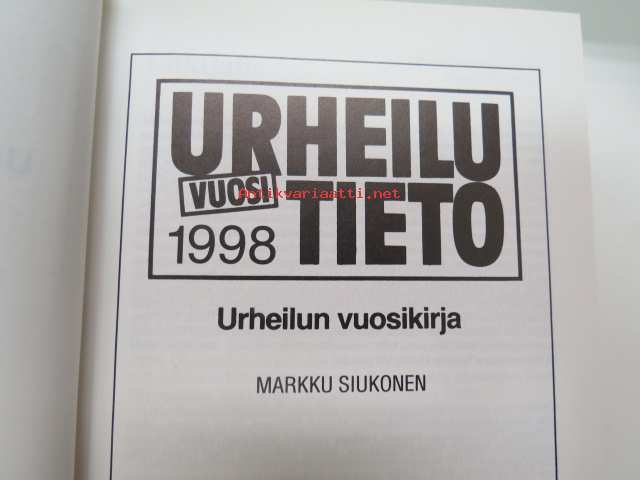 URHEILU
VUOSI
Antikvariaatti.net
1998 TIETO
Urheilun vuosikirja
MARKKU SIUKONEN